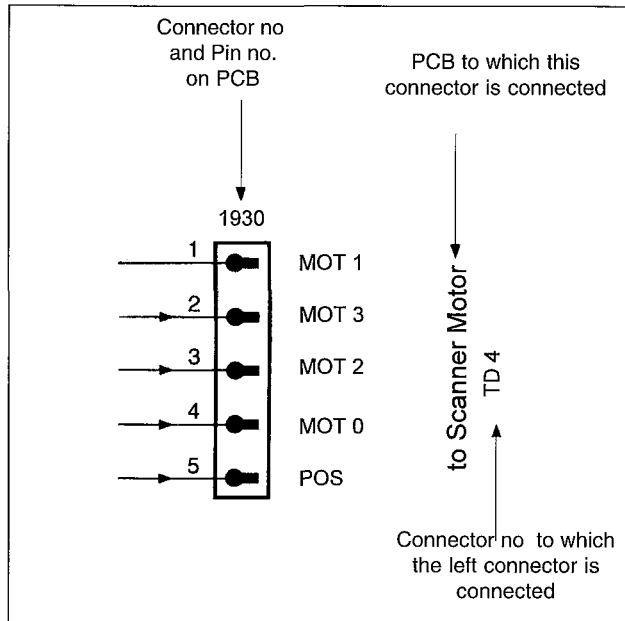 Connector no
and Pin no.
on PCB
PCB to which this
connector is connected
1930
1 MOT 1
2 MOT 3
3 MOT 2
4 MOT 0
5 POS
to Scanner Motor
TD 4
Connector no to which
the left connector is
connected